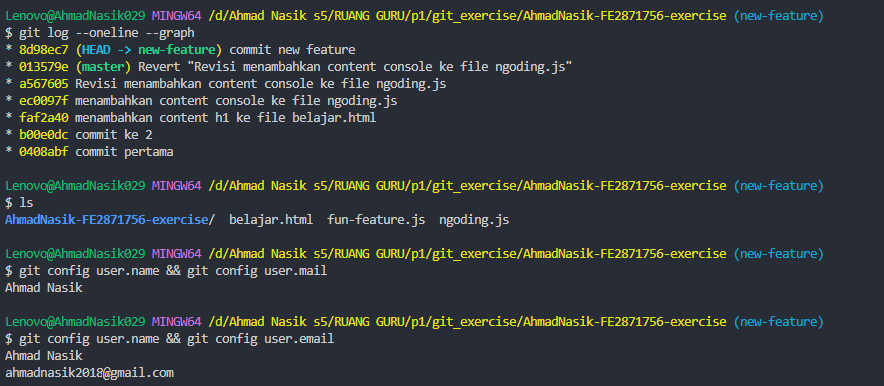 Lenovo@AhmadNasik029 MINGW64 /d/Ahmad Nasik s5/RUANG GURU/p1/git_exercise/AhmadNasik-FE2871756-exercise (new-feature)
$ git log --oneline --graph
* 8d98ec7 (HEAD -> new-feature) commit new feature
* 013579e (master) Revert "Revisi menambahkan content console ke file ngoding.js"
* a567605 Revisi menambahkan content console ke file ngoding.js
* ec0097f menambahkan content console ke file ngoding.js
* faf2a40 menambahkan content h1 ke file belajar.html
* b00e0dc commit ke 2
* 0408abf commit pertama
Lenovo@AhmadNasik029 MINGW64 /d/Ahmad Nasik s5/RUANG GURU/p1/git_exercise/AhmadNasik-FE2871756-exercise (new-feature)
$ ls
AhmadNasik-FE2871756-exercise/  belajar.html  fun-feature.js  ngoding.js
Lenovo@AhmadNasik029 MINGW64 /d/Ahmad Nasik s5/RUANG GURU/p1/git_exercise/AhmadNasik-FE2871756-exercise (new-feature)
$ git config user.name && git config user.mail
Ahmad Nasik
Lenovo@AhmadNasik029 MINGW64 /d/Ahmad Nasik s5/RUANG GURU/p1/git_exercise/AhmadNasik-FE2871756-exercise (new-feature)
$ git config user.name && git config user.email
Ahmad Nasik
ahmadnasik2018@gmail.com